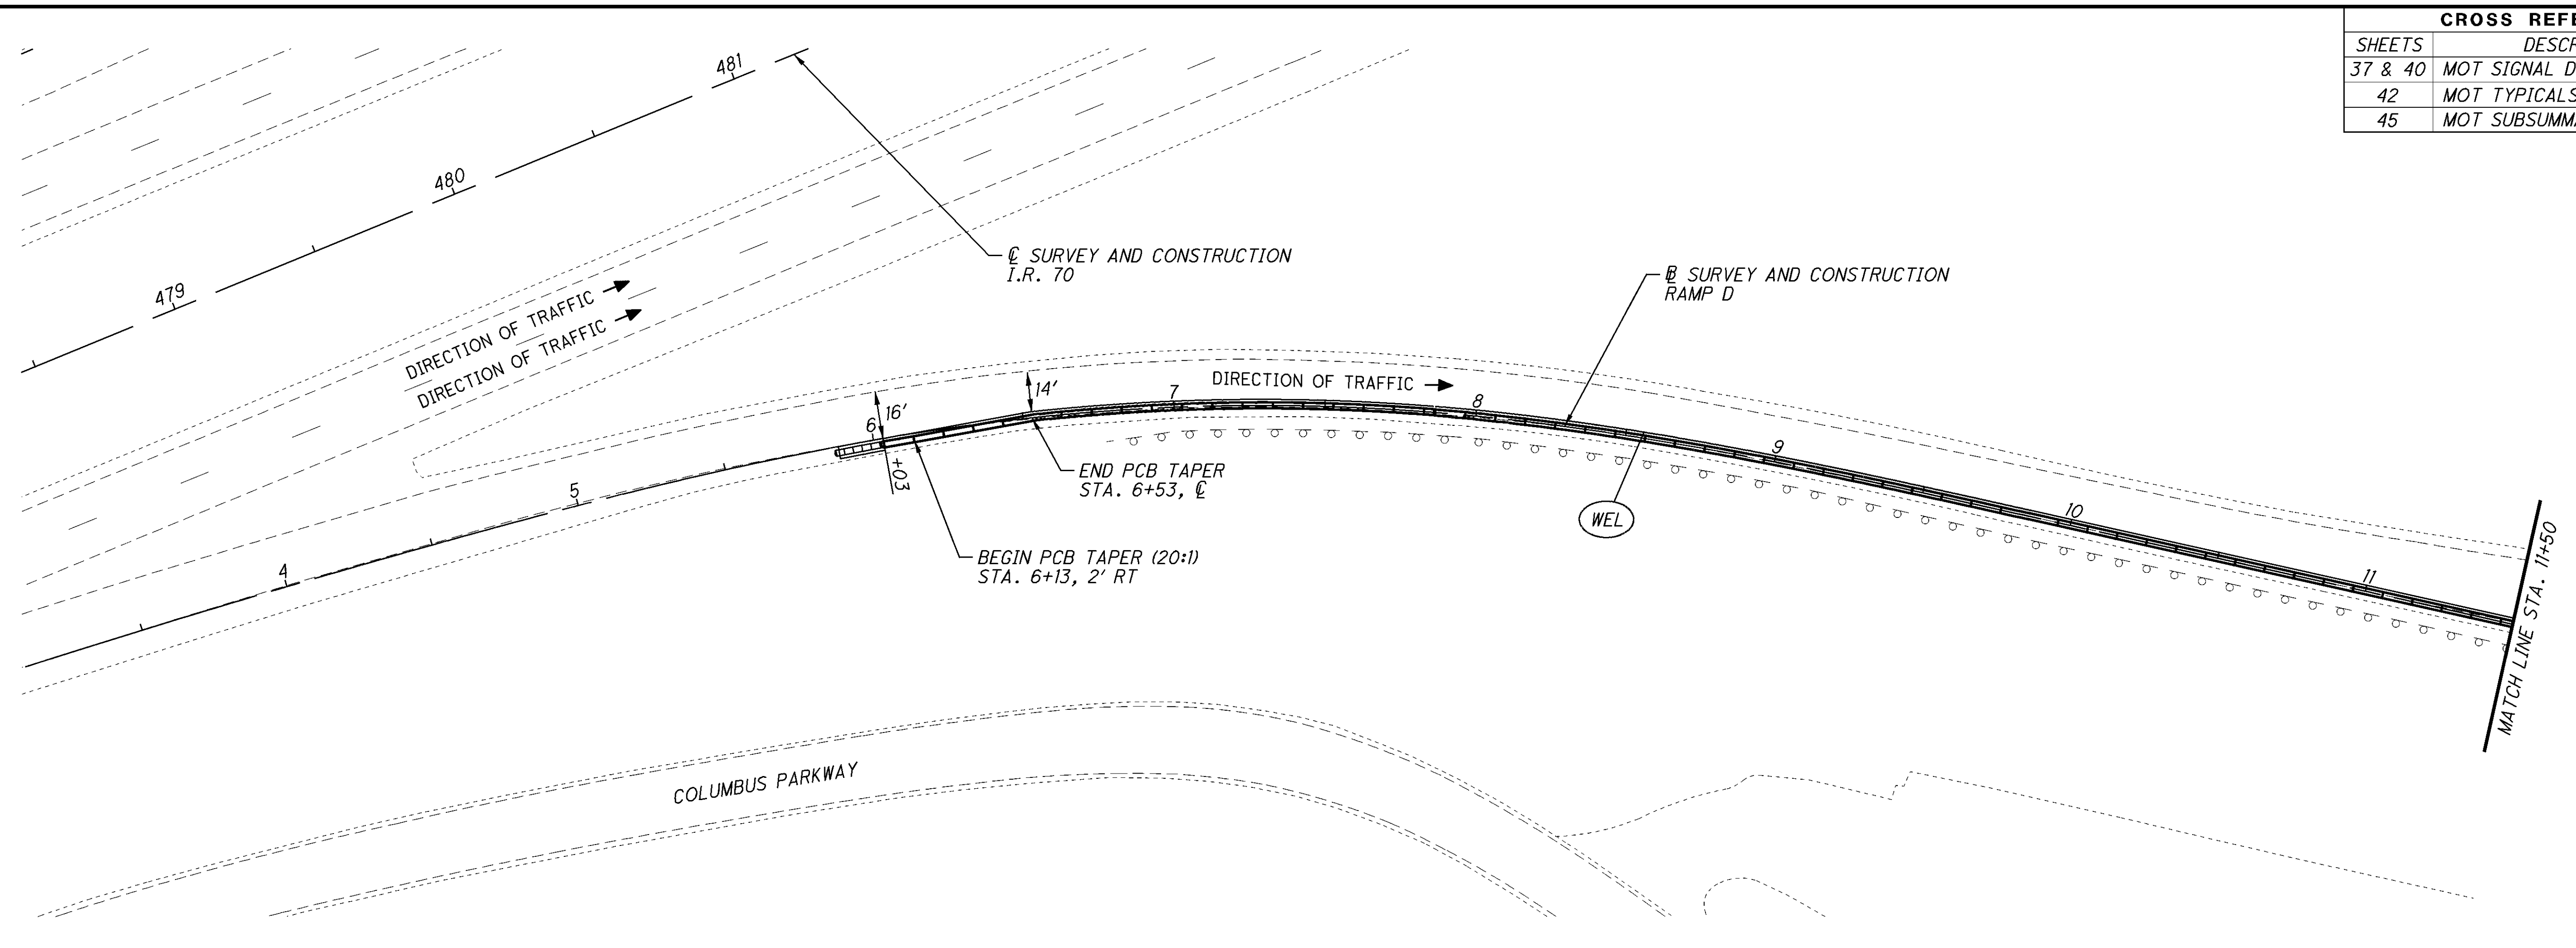 CROSS REFE
SHEETS DESCR
37 & 40 MOT SIGNAL D
42 MOT TYPICALS
45 MOT SUBSUMM
481
480
479
℄ SURVEY AND CONSTRUCTION
I.R. 70
DIRECTION OF TRAFFIC
DIRECTION OF TRAFFIC
B̲L SURVEY AND CONSTRUCTION
RAMP D
DIRECTION OF TRAFFIC
14'
16'
4
5
6
7
8
9
10
11
+03
END PCB TAPER
STA. 6+53, ℄
BEGIN PCB TAPER (20:1)
STA. 6+13, 2' RT
WEL
MATCH LINE STA. 11+50
COLUMBUS PARKWAY